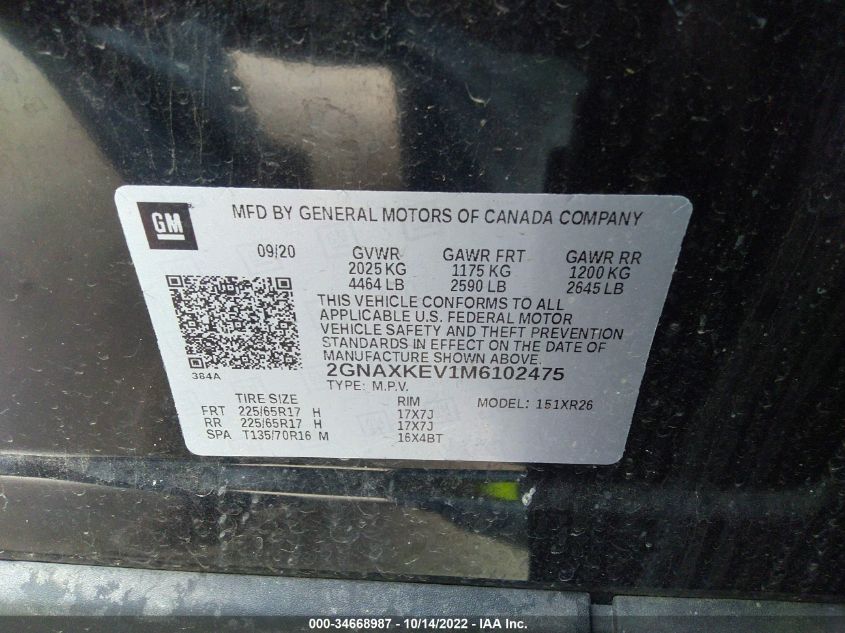 GM
MFD BY GENERAL MOTORS OF CANADA COMPANY
09/20 GVWR GAWR FRT GAWR RR
2025 KG 1175 KG 1200 KG
4464 LB 2590 LB 2645 LB
THIS VEHICLE CONFORMS TO ALL
APPLICABLE U.S. FEDERAL MOTOR
VEHICLE SAFETY AND THEFT PREVENTION
STANDARDS IN EFFECT ON THE DATE OF
MANUFACTURE SHOWN ABOVE.
384A
2GNAXKEV1M6102475
TYPE: M.P.V.
TIRE SIZE RIM MODEL: 151XR26
FRT 225/65R17 H 17X7J
RR 225/65R17 H 17X7J
SPA T135/70R16 M 16X4BT
000-34668987 - 10/14/2022 - IAA Inc.